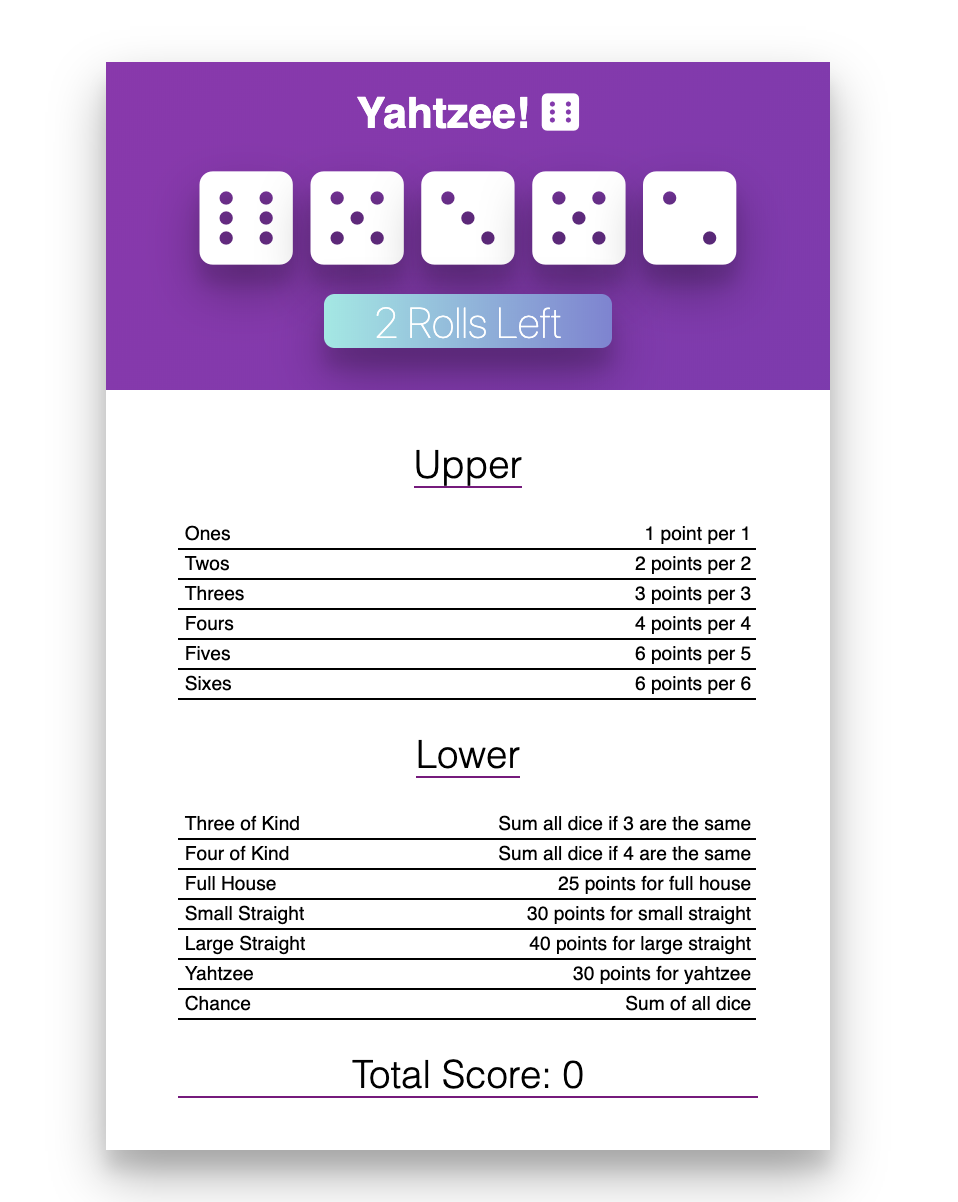 Yahtzee!
2 Rolls Left
Upper
Ones 1 point per 1
Twos 2 points per 2
Threes 3 points per 3
Fours 4 points per 4
Fives 6 points per 5
Sixes 6 points per 6
Lower
Three of Kind Sum all dice if 3 are the same
Four of Kind Sum all dice if 4 are the same
Full House 25 points for full house
Small Straight 30 points for small straight
Large Straight 40 points for large straight
Yahtzee 30 points for yahtzee
Chance Sum of all dice
Total Score: 0